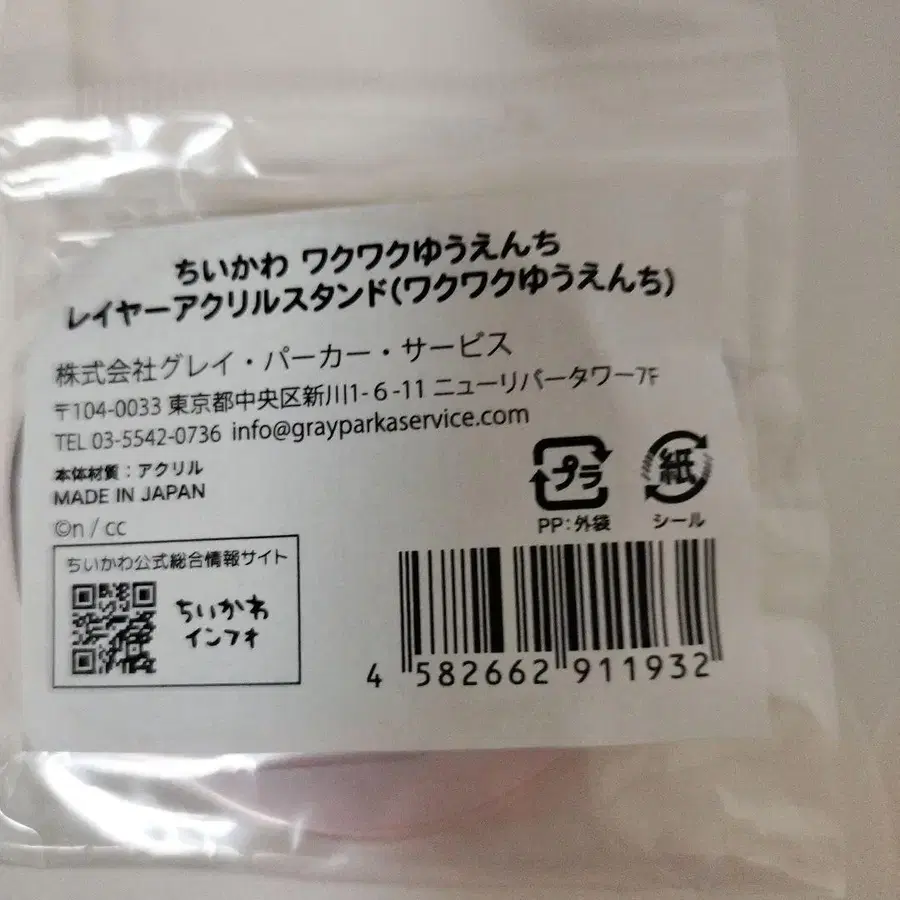 ちいかわ ワクワクゆうえんち
レイヤーアクリルスタンド(ワクワクゆうえんち)
株式会社グレイ・パーカー・サービス
〒104-0033 東京都中央区新川1-6-11 ニューリバータワー7F
TEL 03-5542-0736 info@grayparkaservice.com
本体材質：アクリル
MADE IN JAPAN
©n / cc
プラ
紙
PP:外袋
シール
ちいかわ公式総合情報サイト
ちいかわ
インフォ
4 582662 911932